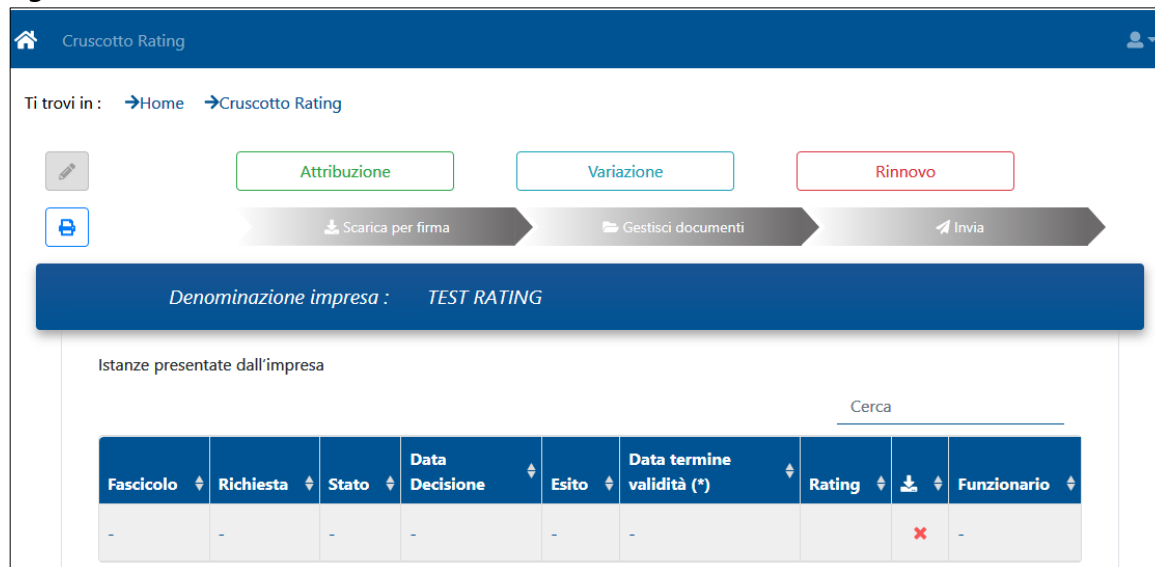 Cruscotto Rating
Ti trovi in : Home Cruscotto Rating
Attribuzione Variazione Rinnovo
Scarica per firma Gestisci documenti Invia
Denominazione impresa : TEST RATING
Istanze presentate dall'impresa
Cerca
Fascicolo Richiesta Stato Data Decisione Esito Data termine validità (*) Rating Funzionario
- - - - - - -